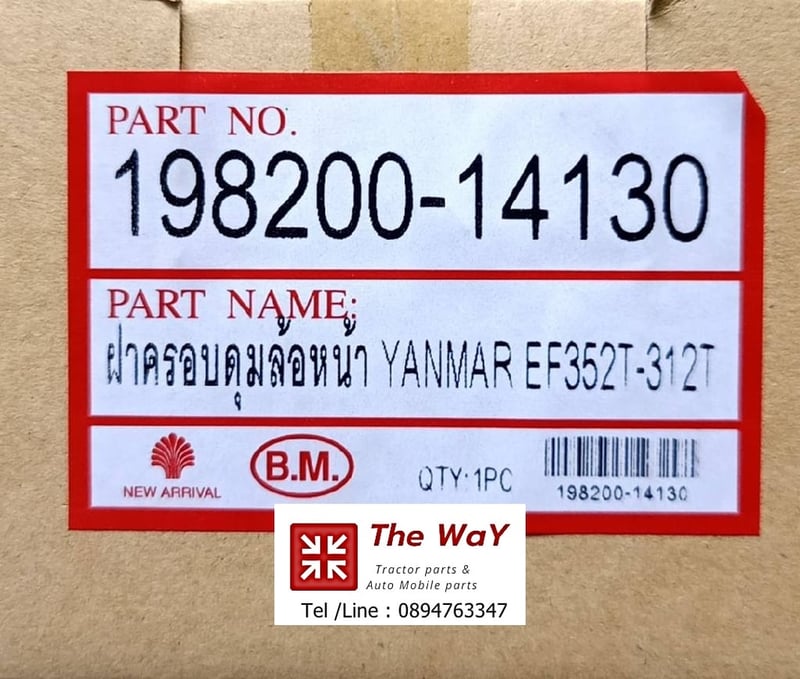 PART NO.
198200-14130
PART NAME:
ฝาครอบดุมล้อหน้า YANMAR EF352T-312T
NEW ARRIVAL
B.M.
QTY:1PC
198200-14130
The WaY
Tractor parts &
Auto Mobile parts
Tel /Line : 0894763347